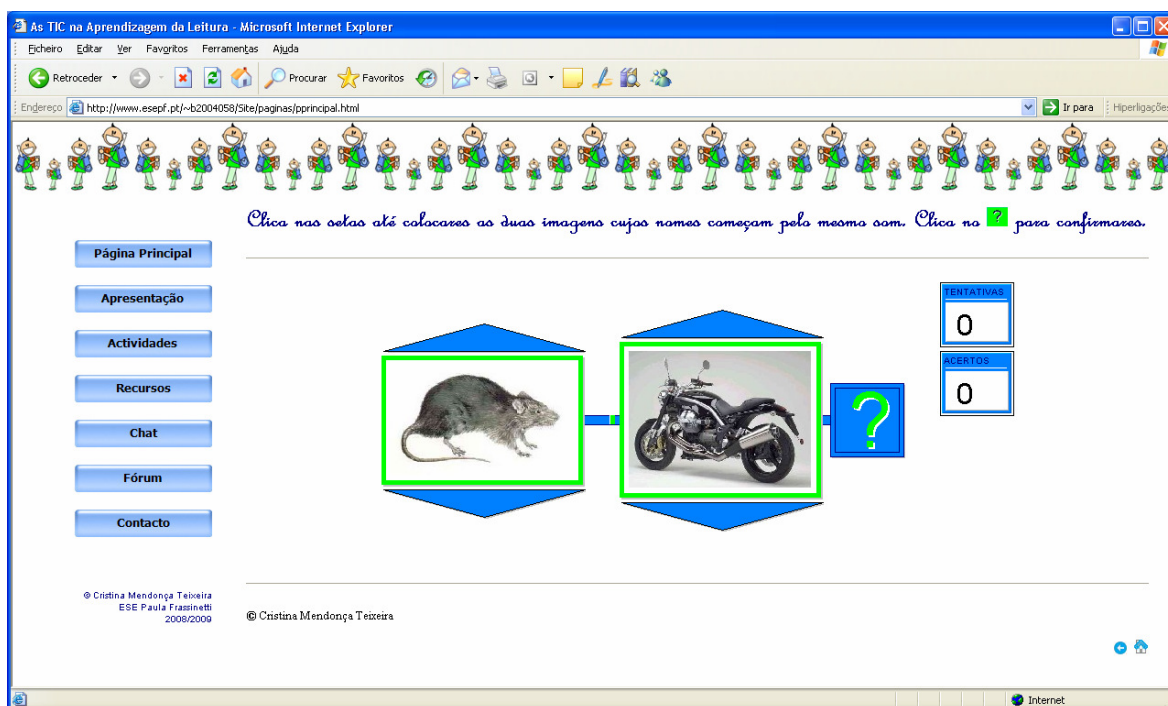 As TIC na Aprendizagem da Leitura - Microsoft Internet Explorer
Ficheiro Editar Ver Favoritos Ferramentas Ajuda
Retroceder Procurar Favoritos
Endereço http://www.esepf.pt/~b2004058/Site/paginas/pprincipal.html Ir para Hiperligações
Clica nas setas até colocares as duas imagens cujos nomes começam pelo mesmo som. Clica no ? para confirmares.
Página Principal
Apresentação
Actividades
Recursos
Chat
Fórum
Contacto
TENTATIVAS
0
ACERTOS
0
?
© Cristina Mendonça Teixeira
ESE Paula Frassinetti
2008/2009
© Cristina Mendonça Teixeira
Internet